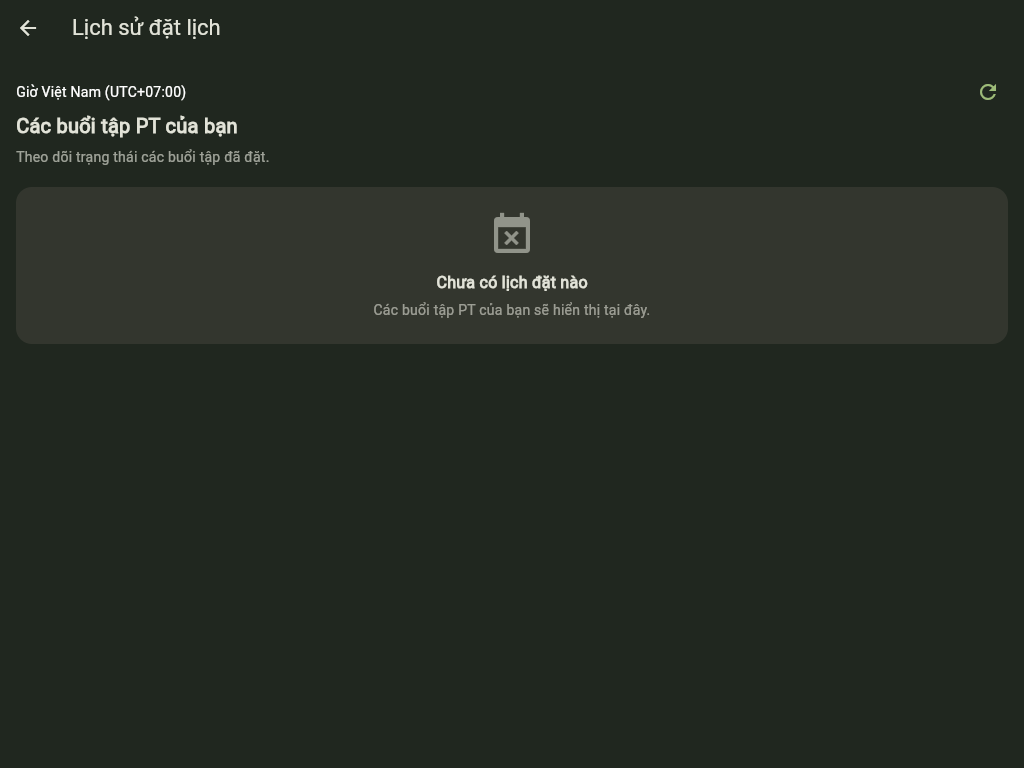 Lịch sử đặt lịch
Giờ Việt Nam (UTC+07:00)
Các buổi tập PT của bạn
Theo dõi trạng thái các buổi tập đã đặt.
Chưa có lịch đặt nào
Các buổi tập PT của bạn sẽ hiển thị tại đây.